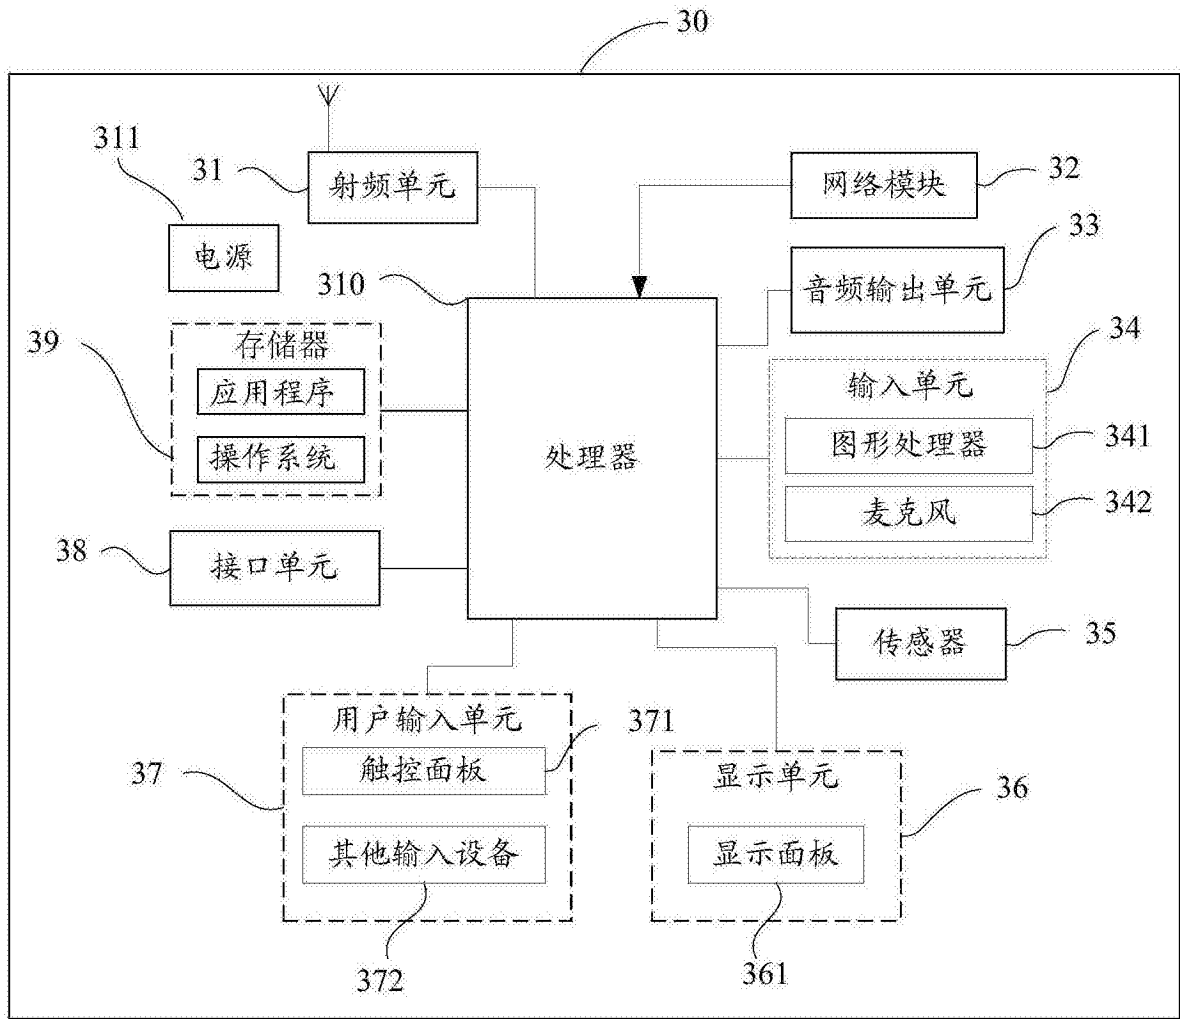 30
311
31
射频单元
网络模块
32
电源
310
音频输出单元
33
39
存储器
应用程序
操作系统
处理器
34
输入单元
图形处理器
341
麦克风
342
38
接口单元
传感器
35
37
用户输入单元
371
触控面板
其他输入设备
372
显示单元
36
显示面板
361